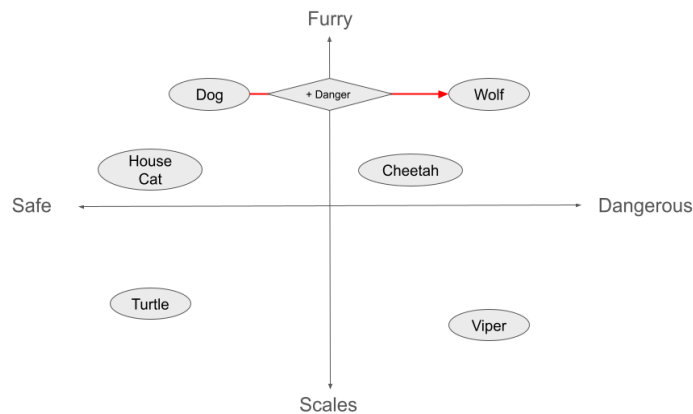 Furry
Dog
+ Danger
Wolf
House
Cat
Cheetah
Safe
Dangerous
Turtle
Viper
Scales